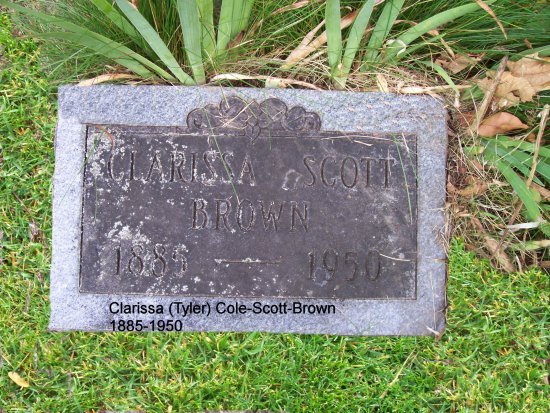 CLARISSA SCOTT
BROWN
1885 — 1950
Clarissa (Tyler) Cole-Scott-Brown
1885-1950